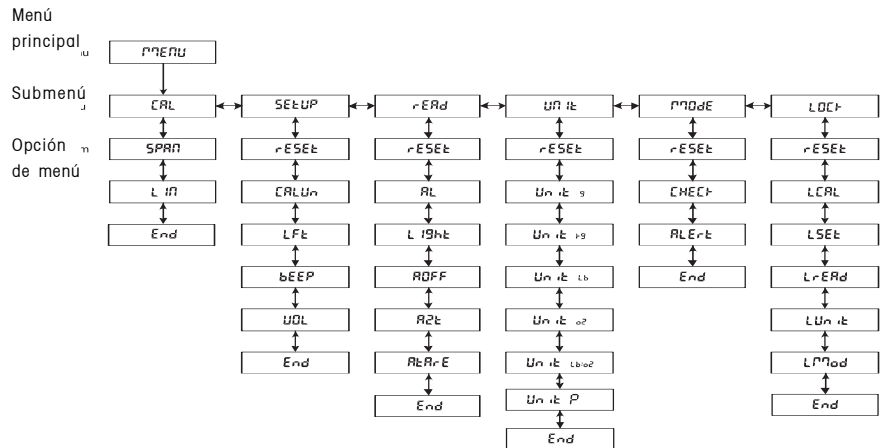 Menú
principal
MENU
Submenú
CAL SEtUP rEAd UNit MOdE LOCk
Opción
de menú
SPAN rESEt rESEt rESEt rESEt rESEt
LIN CALUn AL Unit g CHECk LCAL
End LFt LIght Unit kg ALErt LSEt
bEEP AOFF Unit Lb End LrEAd
VOL AZt Unit oz LUnit
End AtArE Unit Lb:oz LMod
End Unit P End
End